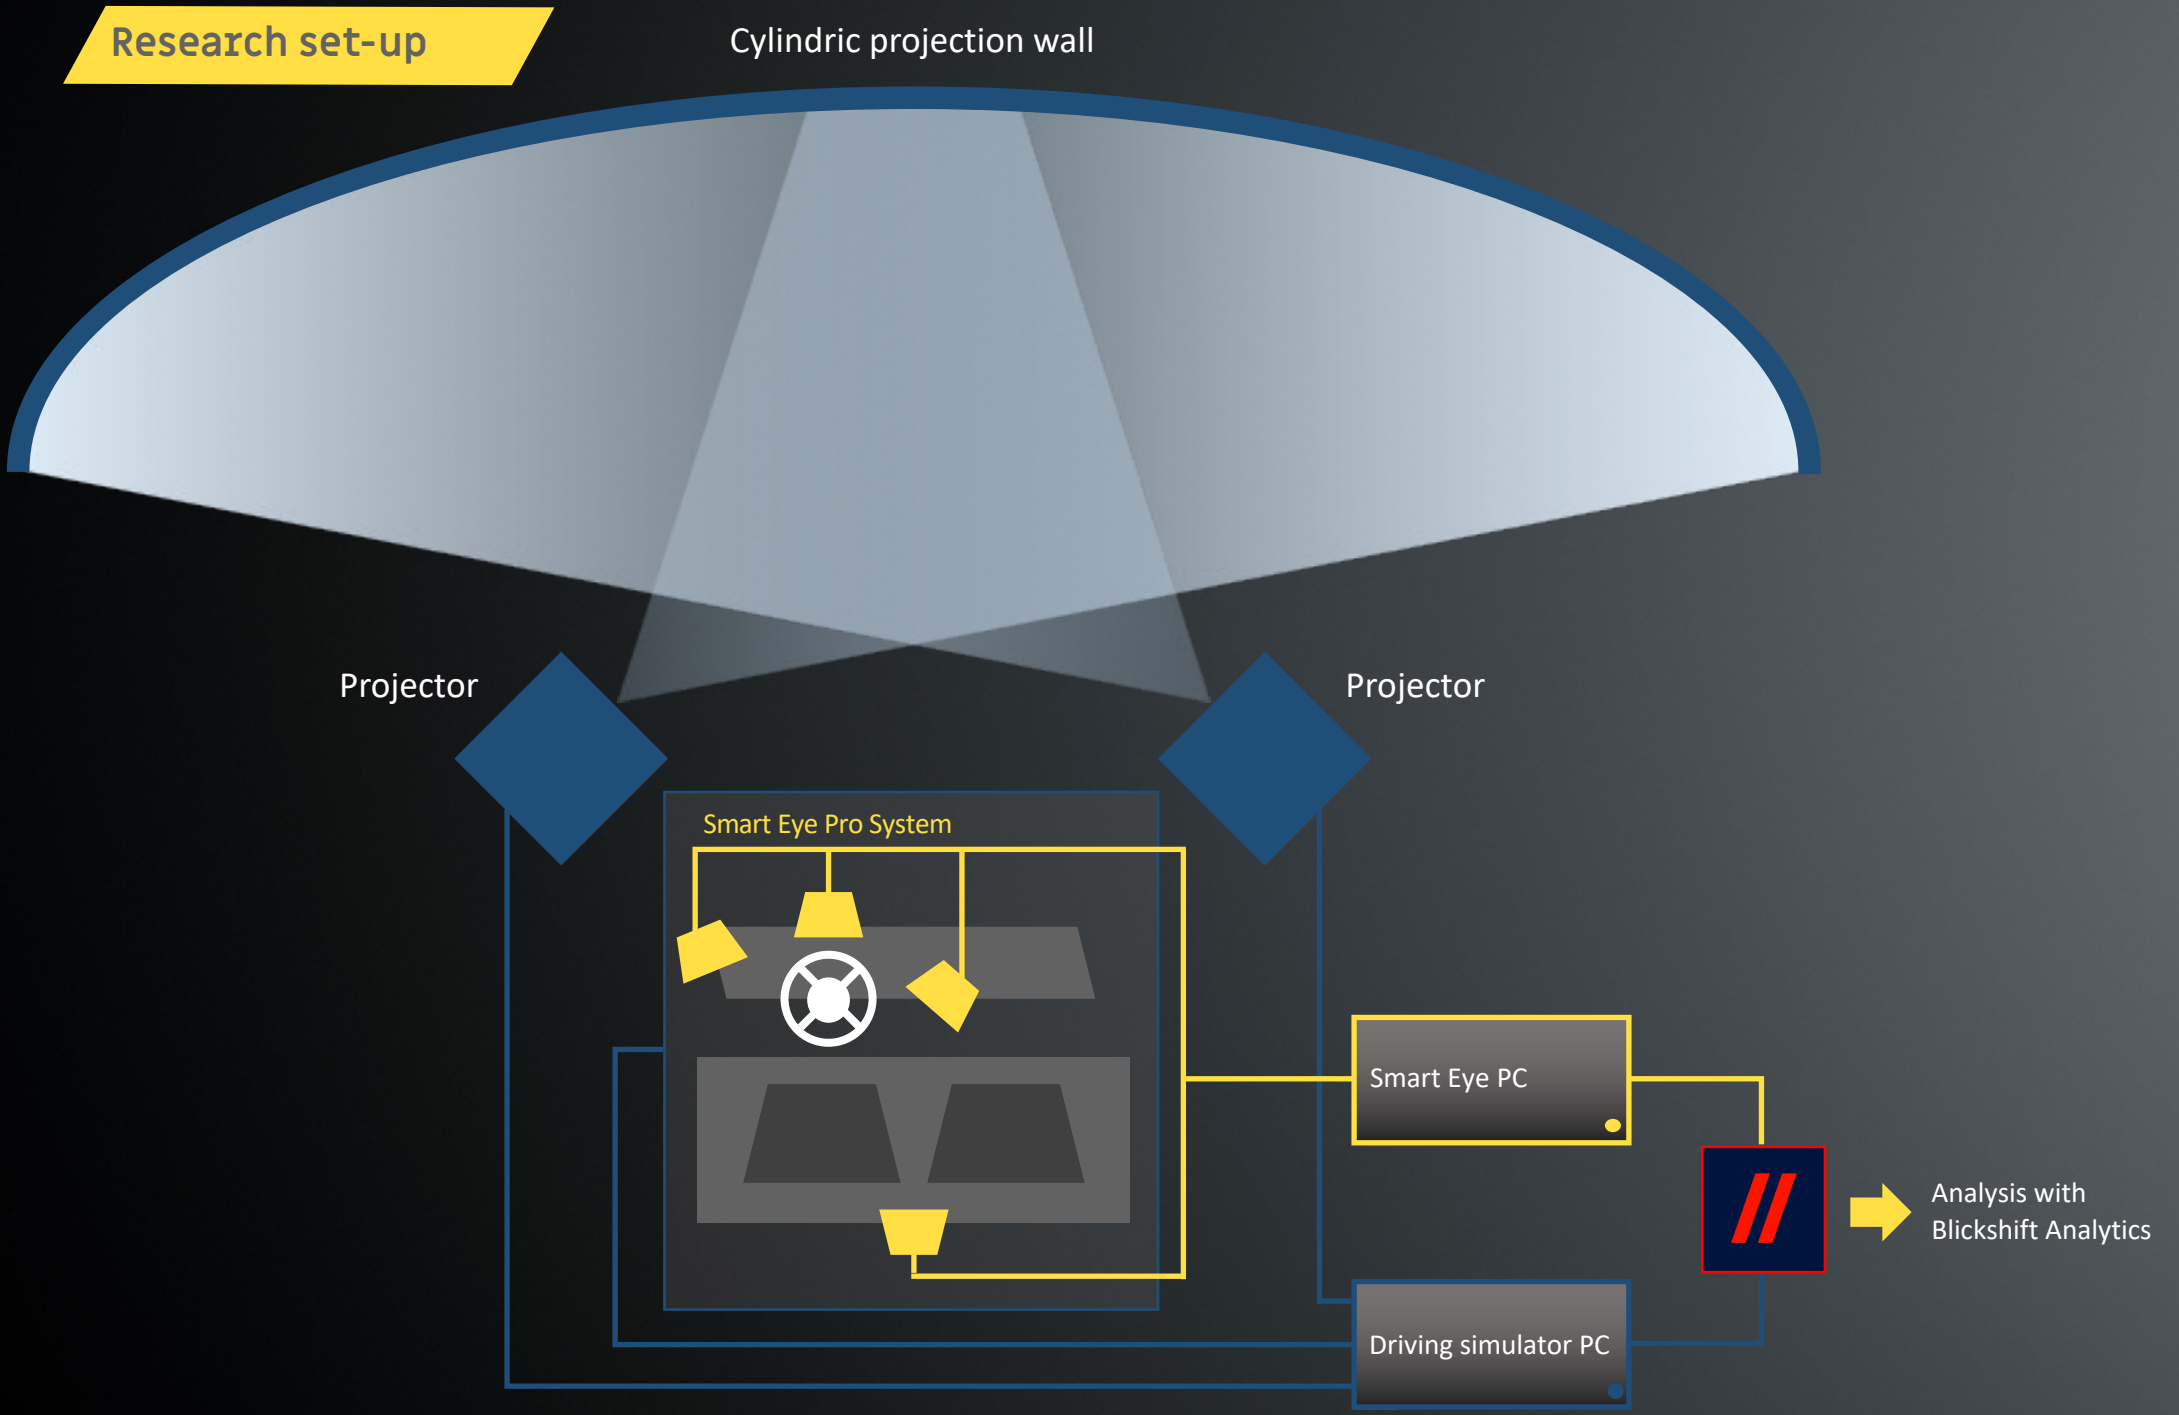 Research set-up
Cylindric projection wall
Projector
Projector
Smart Eye Pro System
Smart Eye PC
Analysis with
Blickshift Analytics
Driving simulator PC